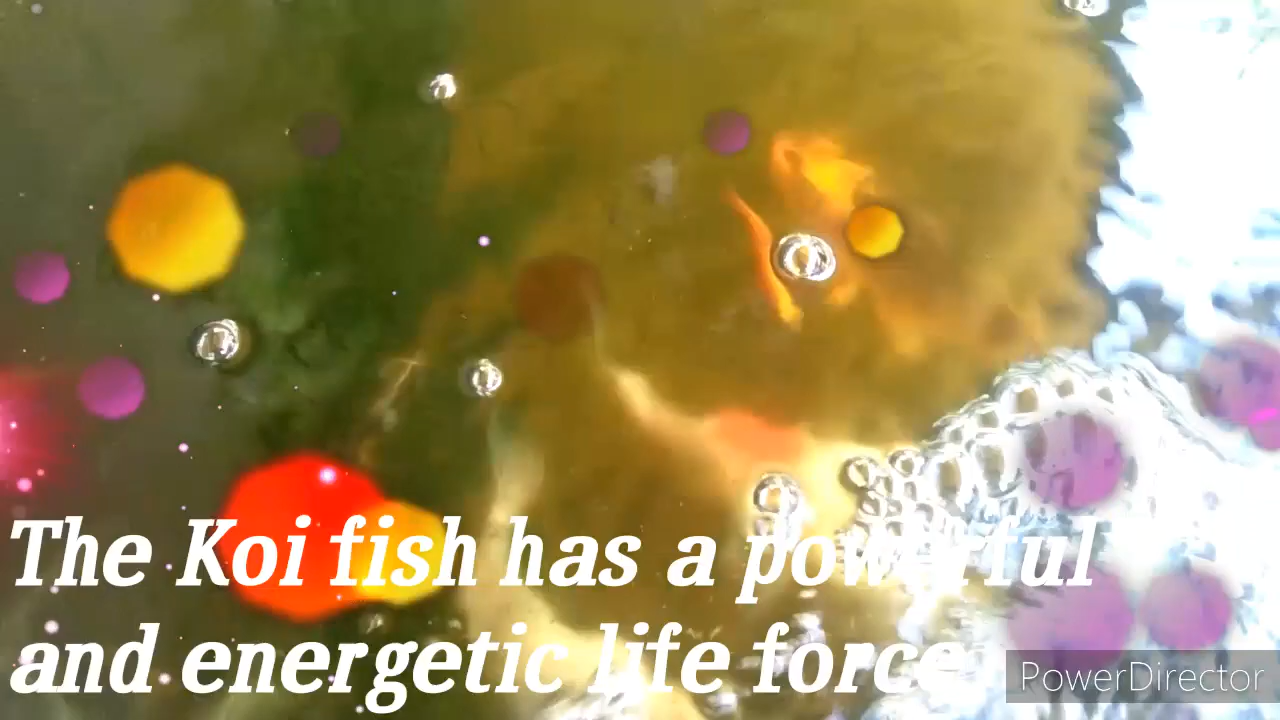 The Koi fish has a powerful
and energetic life force
PowerDirector